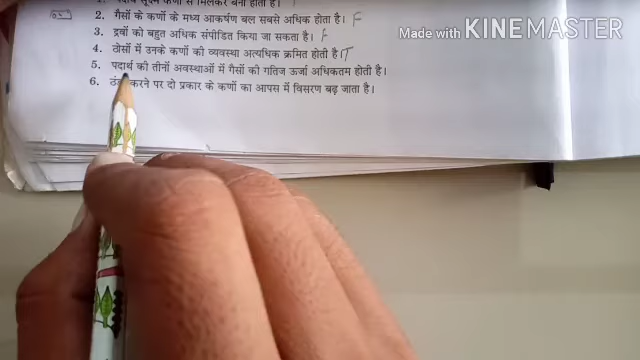 2. गैसों के कणों के मध्य आकर्षण बल सबसे अधिक होता है। F
3. द्रवों को बहुत अधिक संपीडित किया जा सकता है। F
4. ठोसों में उनके कणों की व्यवस्था अत्यधिक क्रमित होती है। T
5. पदार्थ की तीनों अवस्थाओं में गैसों की गतिज ऊर्जा अधिकतम होती है।
6. करने पर दो प्रकार के कणों का आपस में विसरण बढ़ जाता है।
Made with KINEMASTER